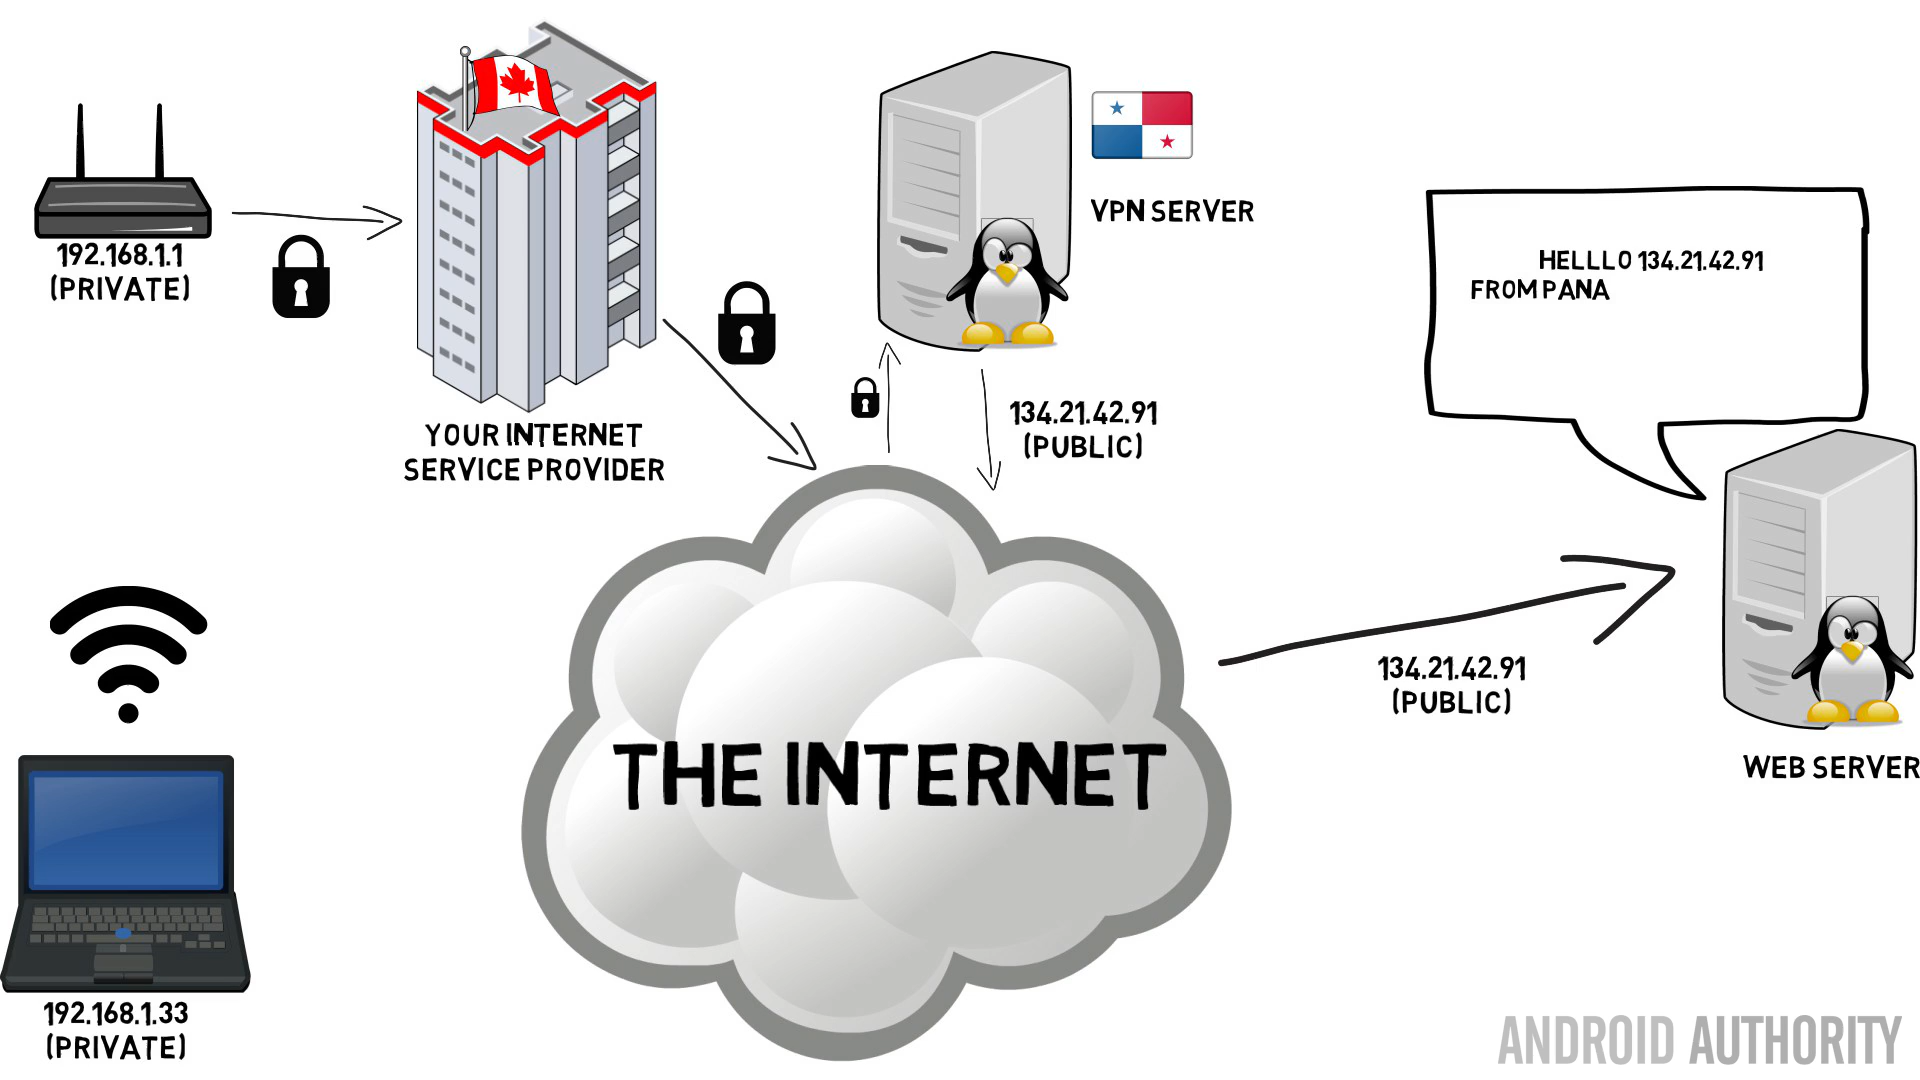 192.168.1.1
(PRIVATE)
YOUR INTERNET
SERVICE PROVIDER
VPN SERVER
134.21.42.91
(PUBLIC)
HELLLO 134.21.42.91
FROM PANA
THE INTERNET
134.21.42.91
(PUBLIC)
WEB SERVER
192.168.1.33
(PRIVATE)
ANDROID AUTHORITY